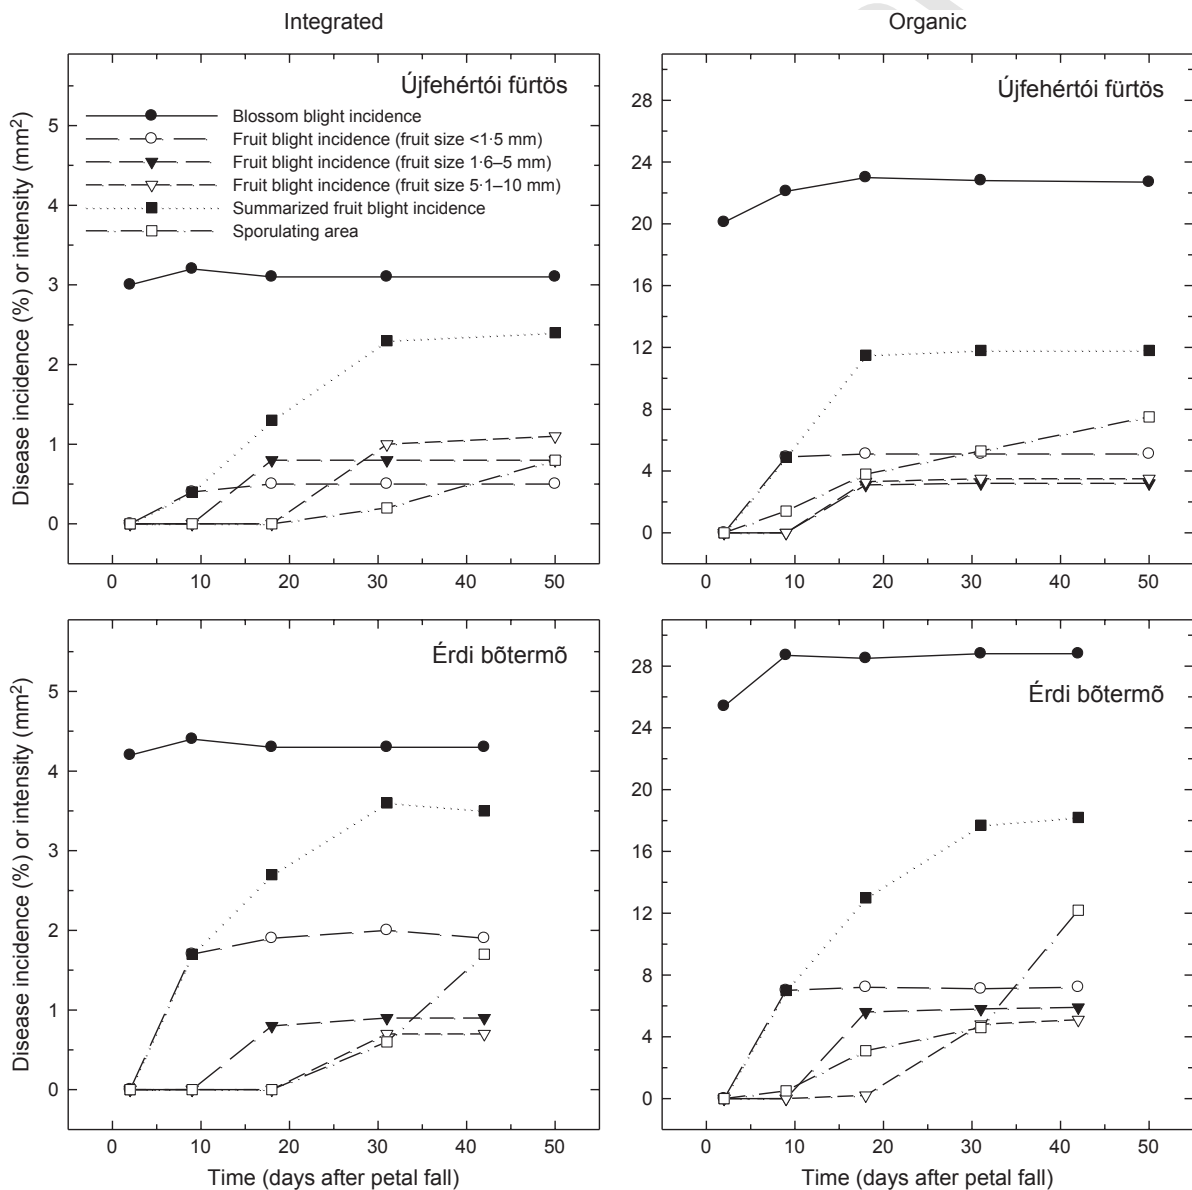 Integrated
Organic
Újfehértói fürtös
Blossom blight incidence
Fruit blight incidence (fruit size <1·5 mm)
Fruit blight incidence (fruit size 1·6–5 mm)
Fruit blight incidence (fruit size 5·1–10 mm)
Summarized fruit blight incidence
Sporulating area
Disease incidence (%) or intensity (mm²)
5
4
3
2
1
0
0 10 20 30 40 50
Újfehértói fürtös
28
24
20
16
12
8
4
0
0 10 20 30 40 50
Érdi bõtermõ
Disease incidence (%) or intensity (mm²)
5
4
3
2
1
0
0 10 20 30 40 50
Time (days after petal fall)
Érdi bõtermõ
28
24
20
16
12
8
4
0
0 10 20 30 40 50
Time (days after petal fall)